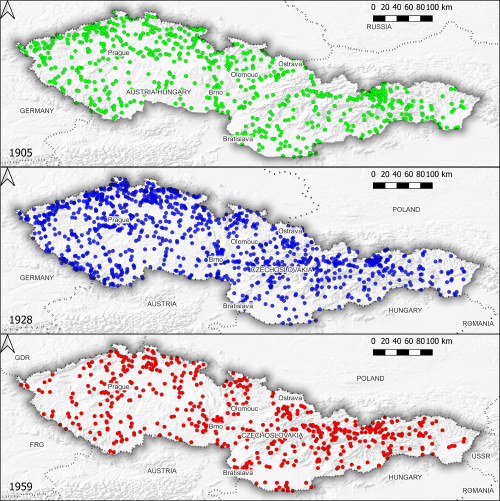 0 20 40 60 80 100 km
RUSSIA
Prague
Ostrava
Olomouc
AUSTRIA-HUNGARY
Brno
GERMANY
Bratislava
1905
0 20 40 60 80 100 km
POLAND
Prague
Ostrava
Olomouc
Brno
CZECHOSLOVAKIA
GERMANY
AUSTRIA
Bratislava
HUNGARY
1928
ROMANIA
0 20 40 60 80 100 km
GDR
POLAND
Prague
Ostrava
Olomouc
Brno
CZECHOSLOVAKIA
FRG
USSR
AUSTRIA
Bratislava
HUNGARY
1959
ROMANIA